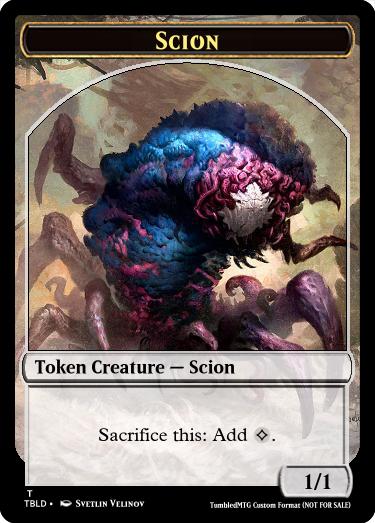 Scion
Token Creature — Scion
Sacrifice this: Add ◇.
1/1
T
TBLD • Svetlin Velinov
TumbledMTG Custom Format (NOT FOR SALE)